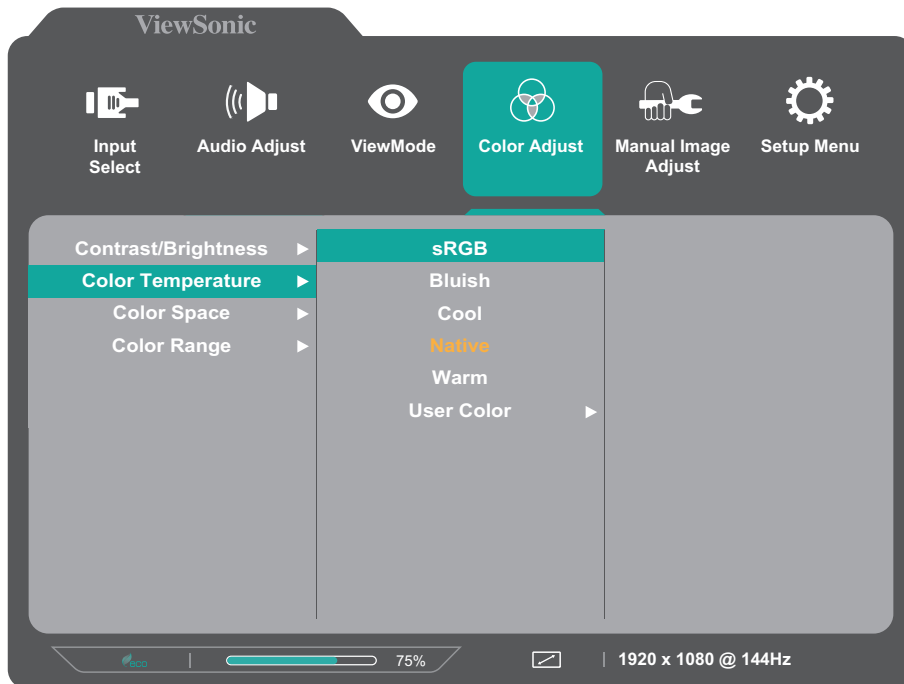 ViewSonic
Input Select
Audio Adjust
ViewMode
Color Adjust
Manual Image Adjust
Setup Menu
Contrast/Brightness
Color Temperature
Color Space
Color Range
sRGB
Bluish
Cool
Native
Warm
User Color
eco
75%
1920 x 1080 @ 144Hz